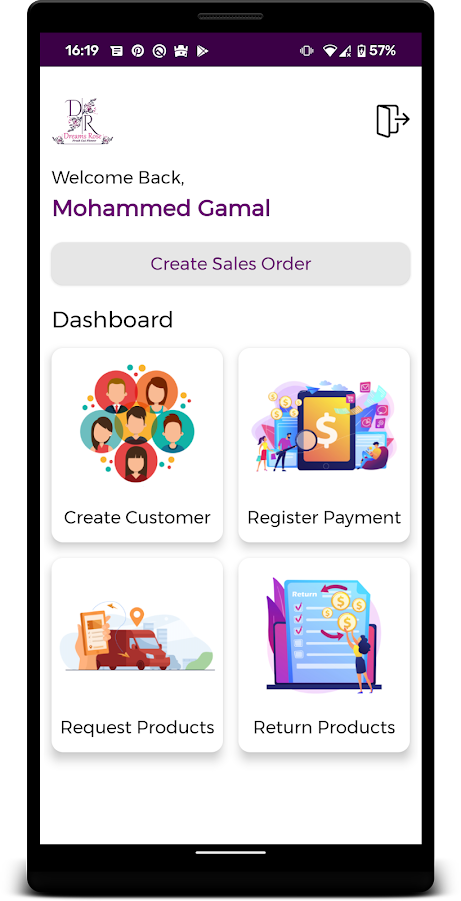 16:19
57%
D
R
Dreams Rose
Welcome Back,
Mohammed Gamal
Create Sales Order
Dashboard
Create Customer
Register Payment
Return
Request Products
Return Products